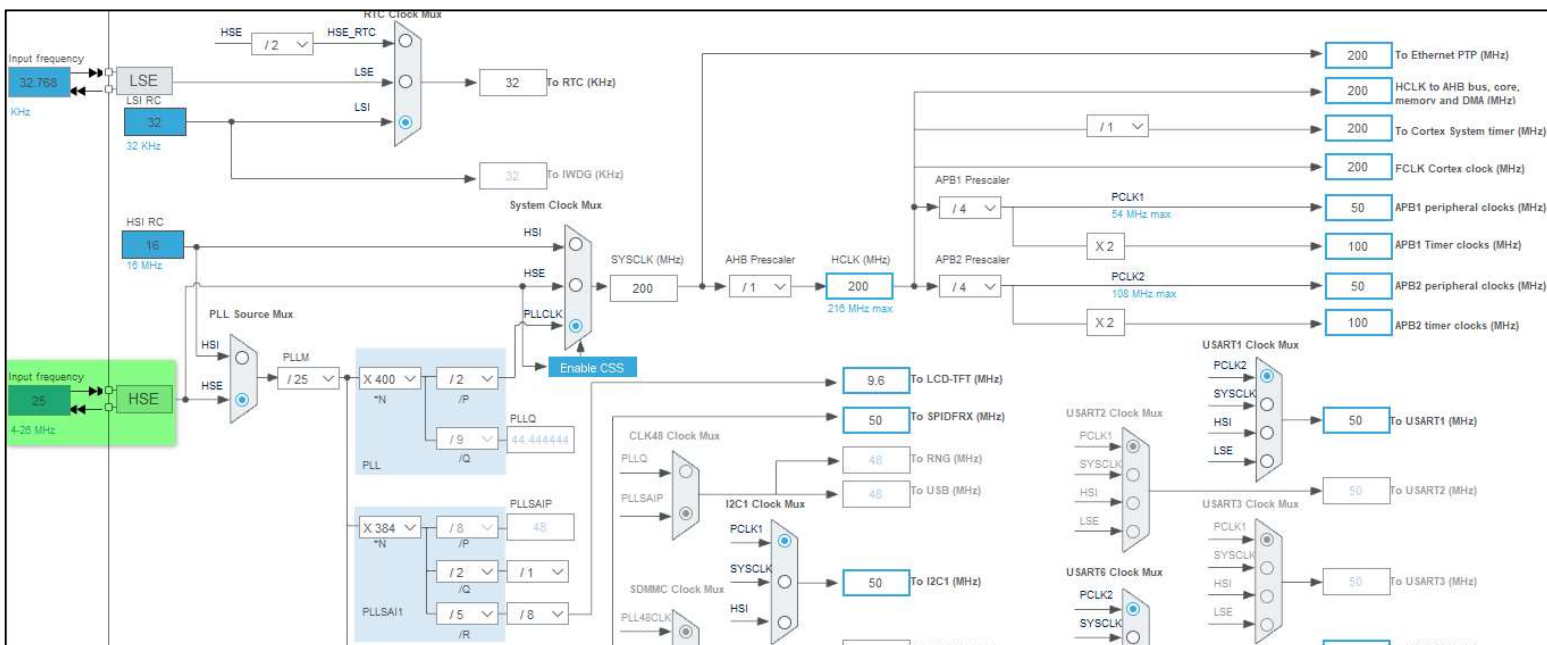 RTC Clock Mux
HSE
/ 2
HSE_RTC
Input frequency
32.768
KHz
LSE
LSE
LSI RC
32
32 KHz
LSI
32
To RTC (KHz)
32
To IWDG (KHz)
System Clock Mux
HSI RC
16
16 MHz
HSI
HSE
PLLCLK
Enable CSS
SYSCLK (MHz)
200
AHB Prescaler
/ 1
HCLK (MHz)
200
216 MHz max
200
To Ethernet PTP (MHz)
200
HCLK to AHB bus, core,
memory and DMA (MHz)
/ 1
200
To Cortex System timer (MHz)
200
FCLK Cortex clock (MHz)
APB1 Prescaler
/ 4
PCLK1
54 MHz max
50
APB1 peripheral clocks (MHz)
X 2
100
APB1 Timer clocks (MHz)
APB2 Prescaler
/ 4
PCLK2
108 MHz max
50
APB2 peripheral clocks (MHz)
X 2
100
APB2 timer clocks (MHz)
PLL Source Mux
HSI
HSE
Input frequency
25
4-26 MHz
HSE
PLLM
/ 25
X 400
*N
/ 2
/P
/ 9
/Q
PLLQ
44.444444
PLL
X 384
*N
/ 8
/P
PLLSAIP
48
/ 2
/Q
/ 1
/ 5
/R
/ 8
PLLSAI1
9.6
To LCD-TFT (MHz)
50
To SPIDFRX (MHz)
CLK48 Clock Mux
PLLQ
PLLSAIP
48
To RNG (MHz)
48
To USB (MHz)
I2C1 Clock Mux
PCLK1
SYSCLK
HSI
50
To I2C1 (MHz)
SDMMC Clock Mux
PLL48CLK
USART1 Clock Mux
PCLK2
SYSCLK
HSI
LSE
50
To USART1 (MHz)
USART2 Clock Mux
PCLK1
SYSCLK
HSI
LSE
50
To USART2 (MHz)
USART3 Clock Mux
PCLK1
SYSCLK
HSI
LSE
50
To USART3 (MHz)
USART6 Clock Mux
PCLK2
SYSCLK